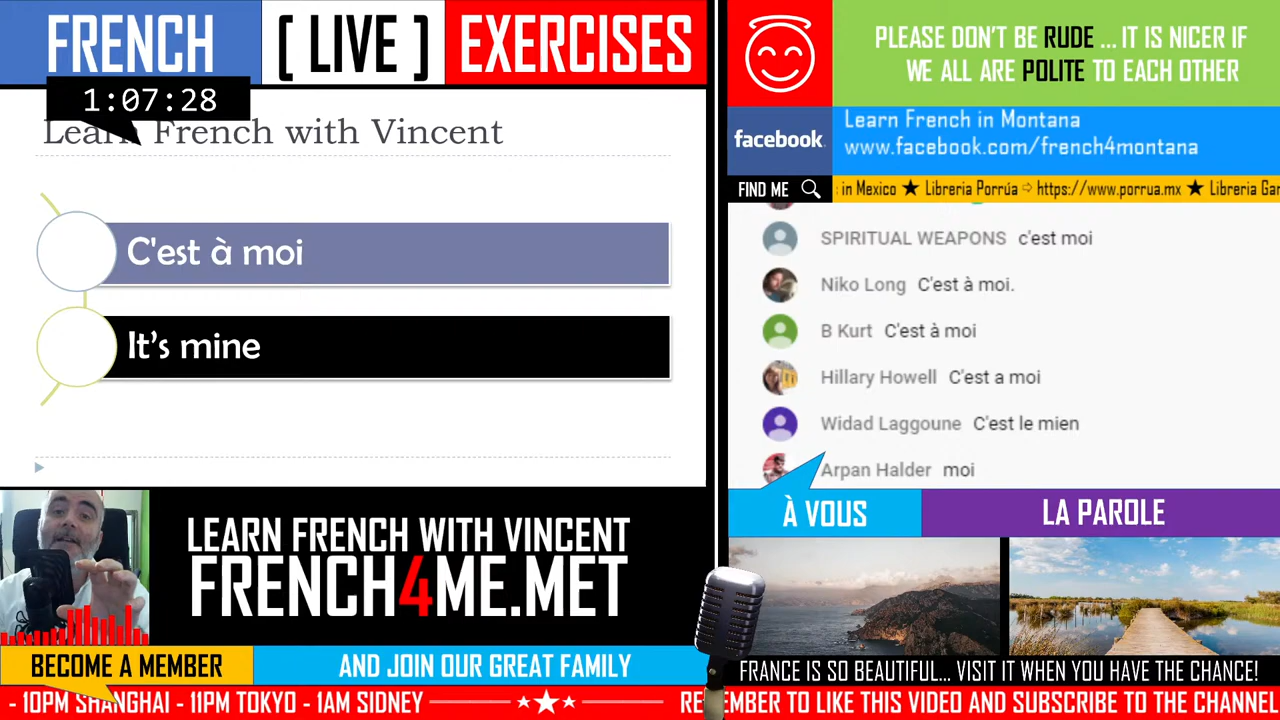 FRENCH [ LIVE ] EXERCISES
1:07:28
Learn French with Vincent
C'est à moi
It's mine
LEARN FRENCH WITH VINCENT
FRENCH4ME.MET
BECOME A MEMBER
AND JOIN OUR GREAT FAMILY
PLEASE DON'T BE RUDE ... IT IS NICER IF
WE ALL ARE POLITE TO EACH OTHER
facebook.
Learn French in Montana
www.facebook.com/french4montana
FIND ME
in Mexico ★ Libreria Porrúa ⇨ https://www.porrua.mx ★ Libreria
SPIRITUAL WEAPONS c'est moi
Niko Long C'est à moi.
B Kurt C'est à moi
Hillary Howell C'est a moi
Widad Laggoune C'est le mien
Arpan Halder moi
À VOUS
LA PAROLE
FRANCE IS SO BEAUTIFUL... VISIT IT WHEN YOU HAVE THE CHANCE!
- 10PM SHANGHAI - 11PM TOKYO - 1AM SIDNEY
REMEMBER TO LIKE THIS VIDEO AND SUBSCRIBE TO THE CHANNEL